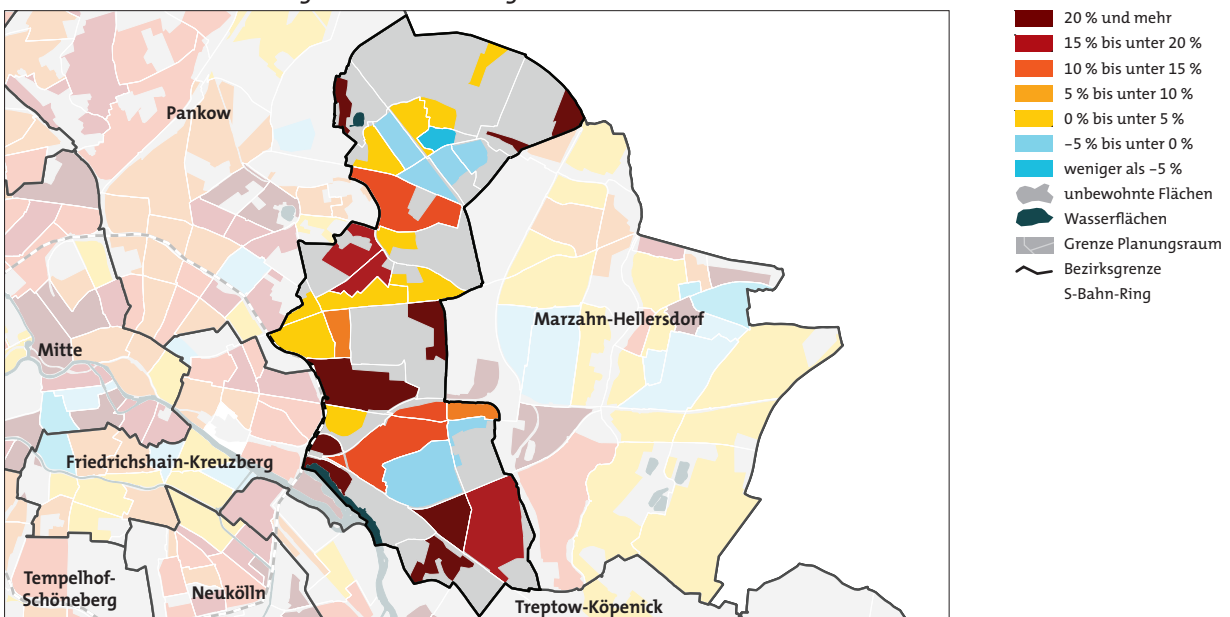 Pankow
Mitte
Friedrichshain-Kreuzberg
Marzahn-Hellersdorf
Tempelhof-
Schöneberg
Neukölln
Treptow-Köpenick
20 % und mehr
15 % bis unter 20 %
10 % bis unter 15 %
5 % bis unter 10 %
0 % bis unter 5 %
−5 % bis unter 0 %
weniger als −5 %
unbewohnte Flächen
Wasserflächen
Grenze Planungsraum
Bezirksgrenze
S-Bahn-Ring